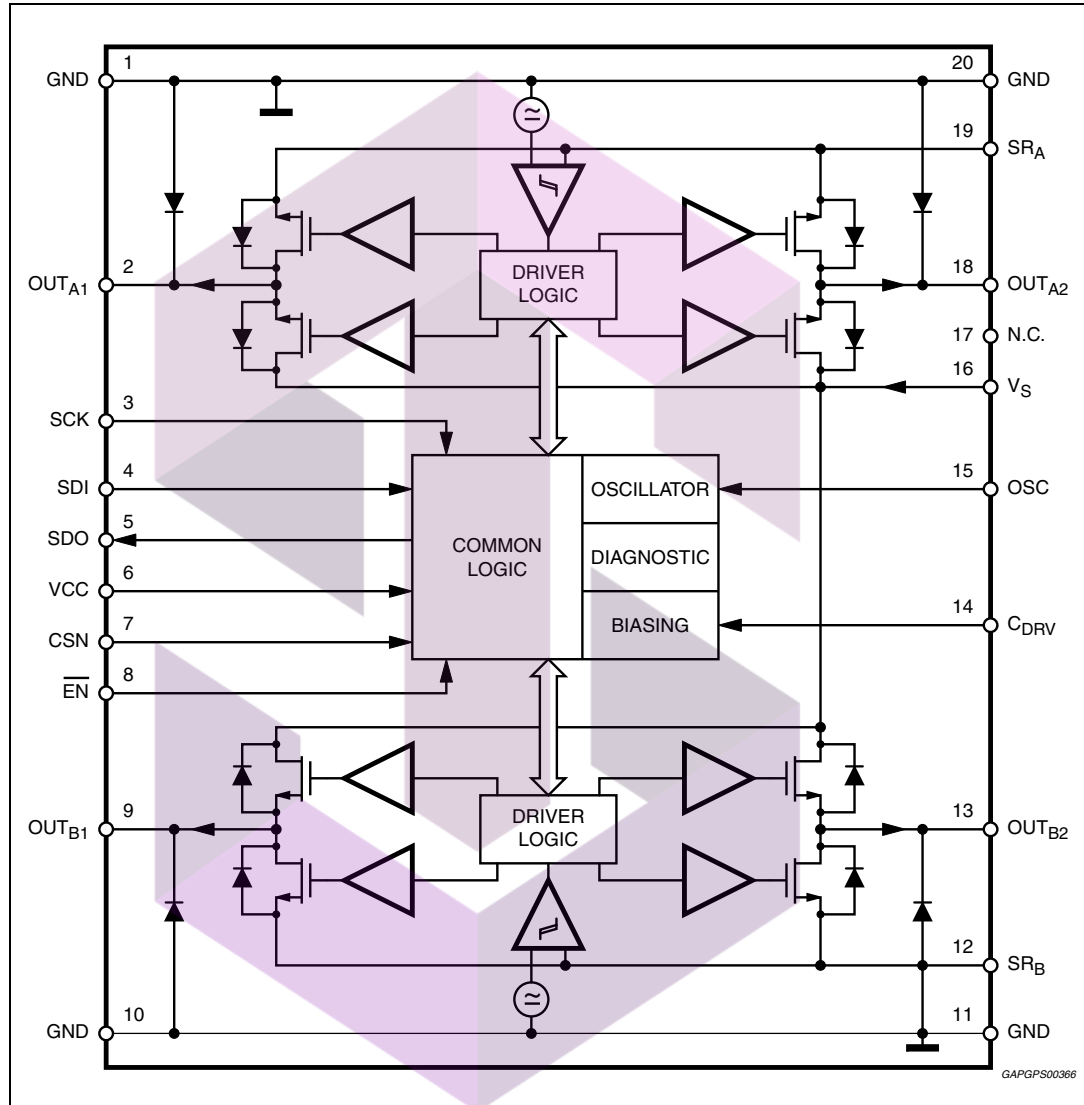 1 20
GND GND
19
SRA
2 DRIVER LOGIC 18
OUTA1 OUTA2
17 N.C.
16
VS
3
SCK
4 15
SDI OSCILLATOR OSC
5
SDO COMMON LOGIC DIAGNOSTIC
6
VCC
7 14
CSN BIASING CDRV
8
EN
9 DRIVER LOGIC 13
OUTB1 OUTB2
12
SRB
10 11
GND GND
GAPGPS00366